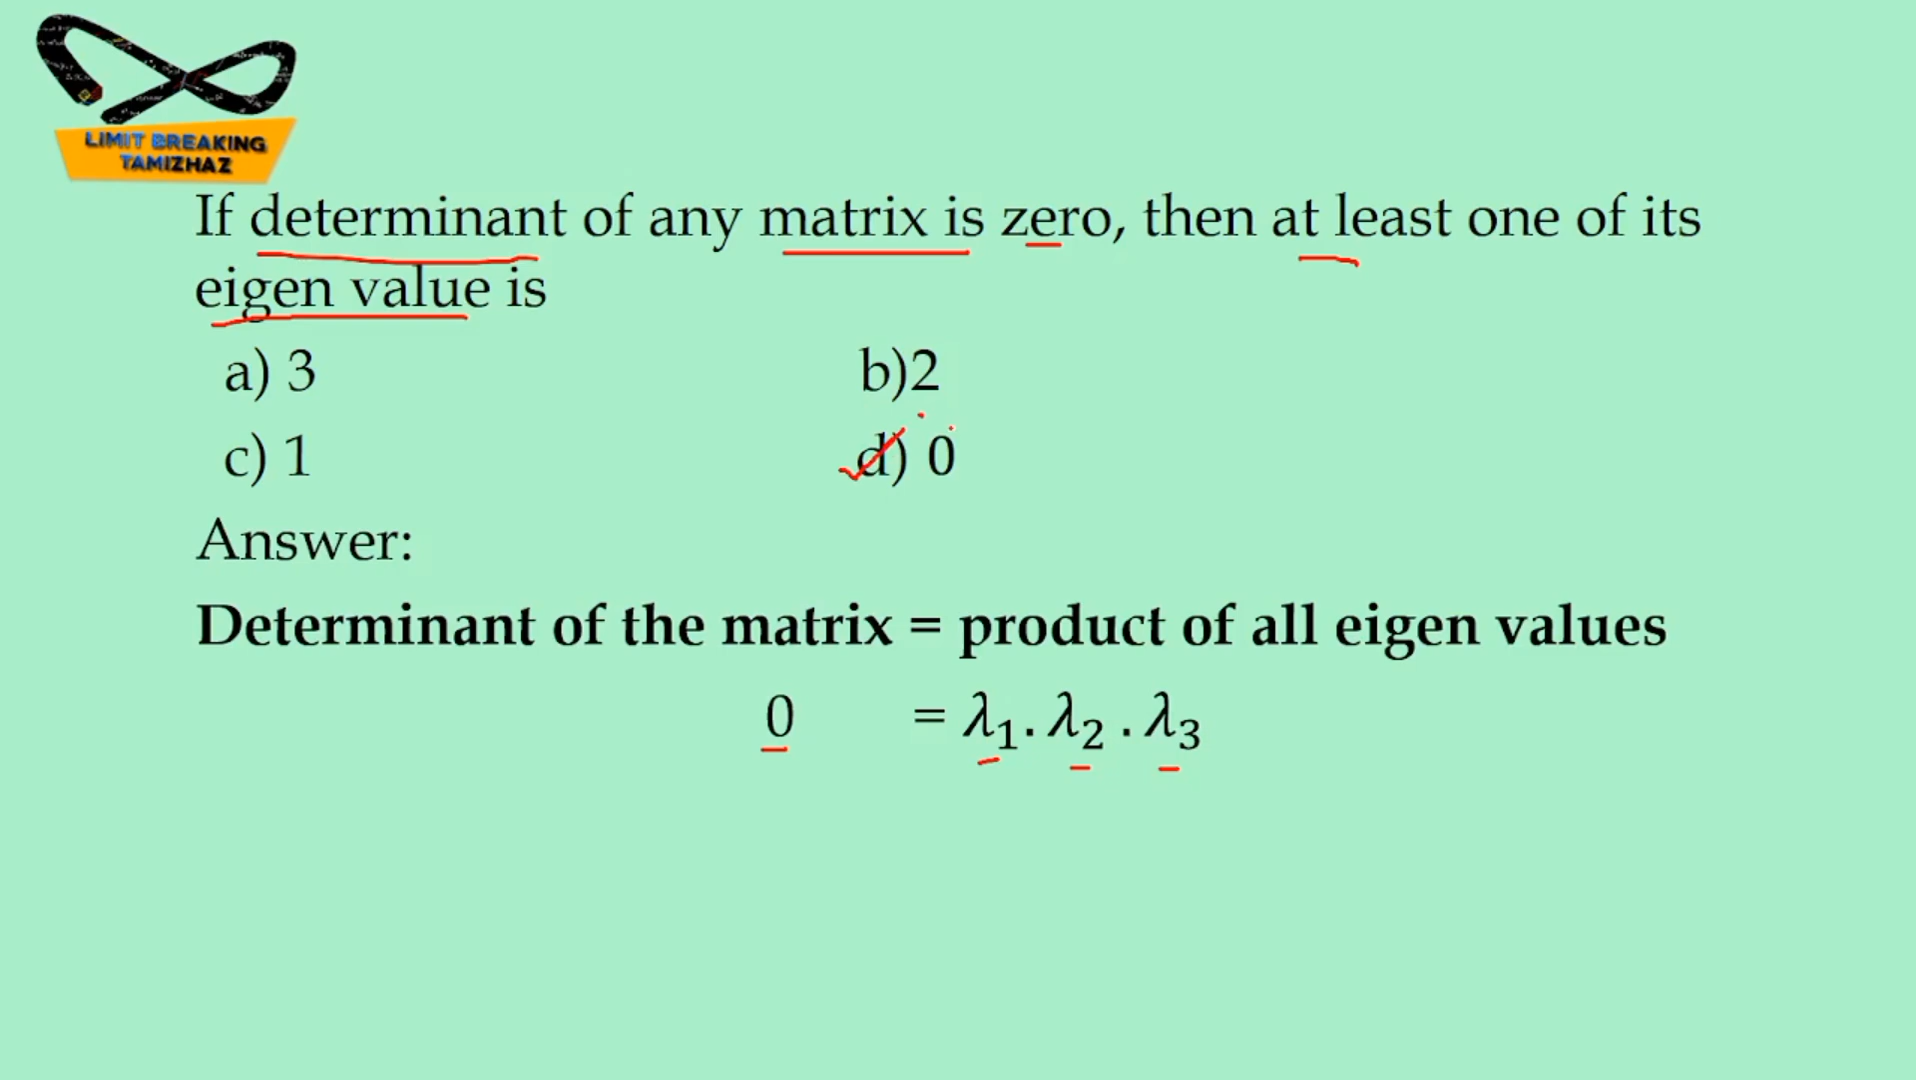 LIMIT BREAKING
TAMIZHAZ
If determinant of any matrix is zero, then at least one of its
eigen value is
a) 3 b)2
c) 1 d) 0
Answer:
Determinant of the matrix = product of all eigen values
0 = λ₁. λ₂ . λ₃